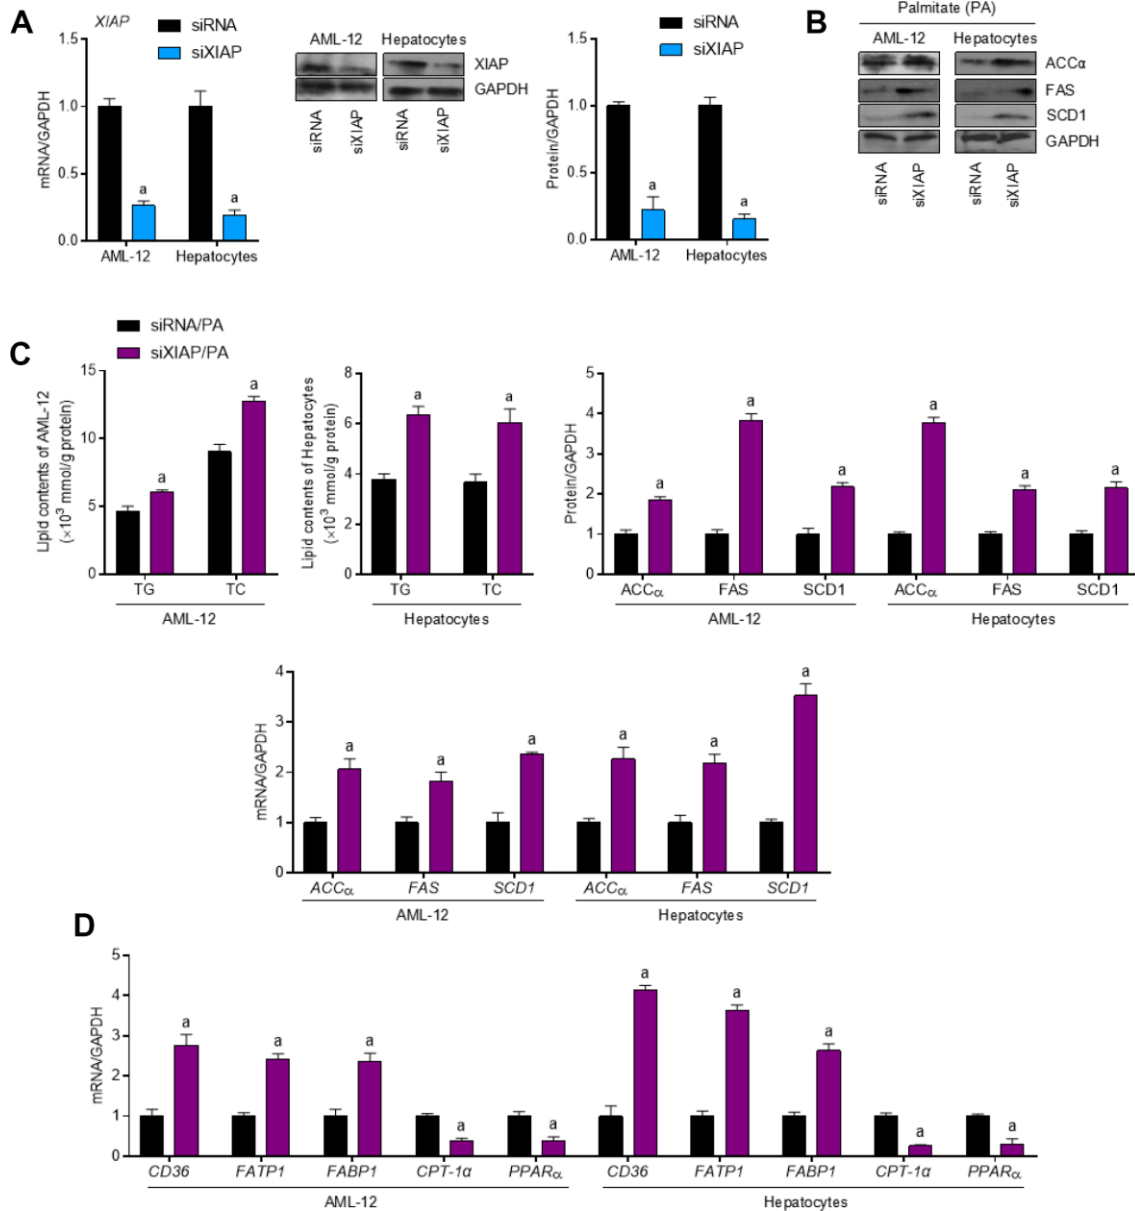 A
XIAP
siRNA
siXIAP
mRNA/GAPDH
1.5
1.0
0.5
0.0
a
a
AML-12
Hepatocytes
AML-12
Hepatocytes
XIAP
GAPDH
siRNA
siXIAP
siRNA
siXIAP
siRNA
siXIAP
Protein/GAPDH
1.5
1.0
0.5
0.0
a
a
AML-12
Hepatocytes
B
Palmitate (PA)
AML-12
Hepatocytes
ACCα
FAS
SCD1
GAPDH
siRNA
siXIAP
siRNA
siXIAP
C
siRNA/PA
siXIAP/PA
Lipid contents of AML-12
(×10³ mmol/g protein)
15
10
5
0
a
a
TG
TC
AML-12
Lipid contents of Hepatocytes
(×10³ mmol/g protein)
8
6
4
2
0
a
a
TG
TC
Hepatocytes
Protein/GAPDH
5
4
3
2
1
0
a
a
a
a
a
a
ACCα
FAS
SCD1
ACCα
FAS
SCD1
AML-12
Hepatocytes
mRNA/GAPDH
4
3
2
1
0
a
a
a
a
a
a
ACCα
FAS
SCD1
ACCα
FAS
SCD1
AML-12
Hepatocytes
D
mRNA/GAPDH
5
4
3
2
1
0
a
a
a
a
a
a
a
a
a
a
CD36
FATP1
FABP1
CPT-1α
PPARα
CD36
FATP1
FABP1
CPT-1α
PPARα
AML-12
Hepatocytes